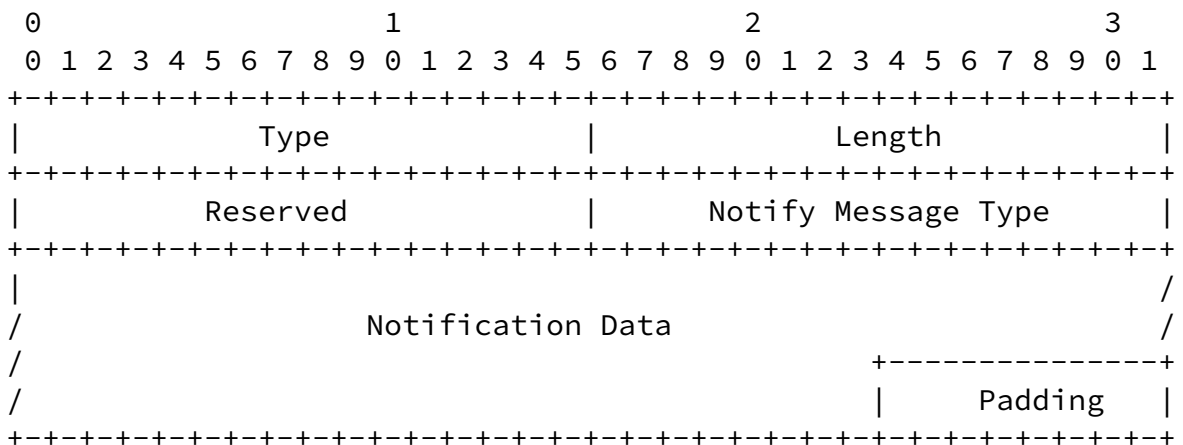 0                   1                   2                   3
 0 1 2 3 4 5 6 7 8 9 0 1 2 3 4 5 6 7 8 9 0 1 2 3 4 5 6 7 8 9 0 1
+-+-+-+-+-+-+-+-+-+-+-+-+-+-+-+-+-+-+-+-+-+-+-+-+-+-+-+-+-+-+-+-+
|             Type              |             Length            |
+-+-+-+-+-+-+-+-+-+-+-+-+-+-+-+-+-+-+-+-+-+-+-+-+-+-+-+-+-+-+-+-+
|          Reserved             |      Notify Message Type      |
+-+-+-+-+-+-+-+-+-+-+-+-+-+-+-+-+-+-+-+-+-+-+-+-+-+-+-+-+-+-+-+-+
|                                                               /
/                   Notification Data                           /
/                                               +---------------+
/                                               |     Padding   |
+-+-+-+-+-+-+-+-+-+-+-+-+-+-+-+-+-+-+-+-+-+-+-+-+-+-+-+-+-+-+-+-+